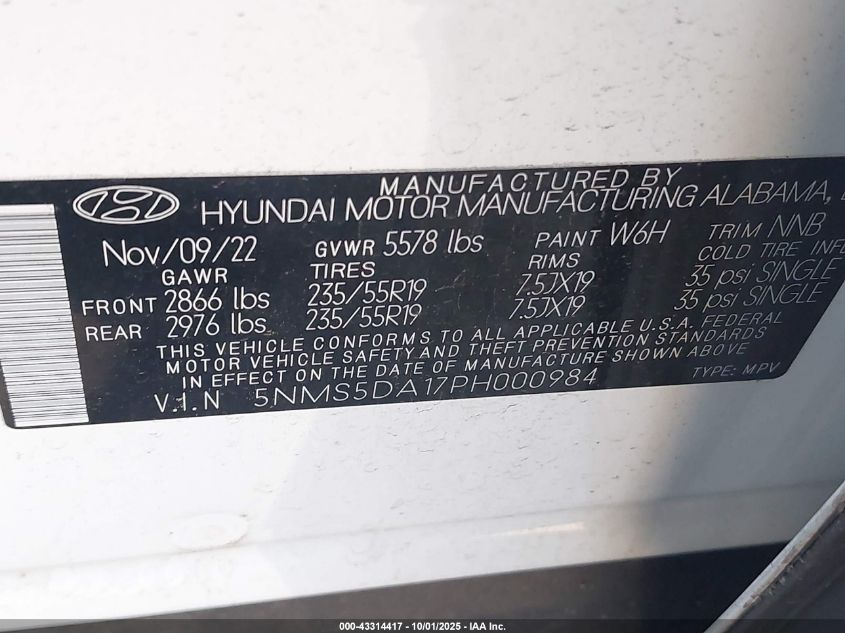 MANUFACTURED BY
HYUNDAI MOTOR MANUFACTURING ALABAMA,
Nov/09/22 GVWR 5578 lbs PAINT W6H TRIM NNB
GAWR TIRES RIMS COLD TIRE INFL
FRONT 2866 lbs 235/55R19 7.5JX19 35 psi SINGLE
REAR 2976 lbs 235/55R19 7.5JX19 35 psi SINGLE
THIS VEHICLE CONFORMS TO ALL APPLICABLE U.S.A. FEDERAL
MOTOR VEHICLE SAFETY AND THEFT PREVENTION STANDARDS
IN EFFECT ON THE DATE OF MANUFACTURE SHOWN ABOVE
V.I.N 5NMS5DA17PH000984 TYPE: MPV
000-43314417 - 10/01/2025 - IAA Inc.